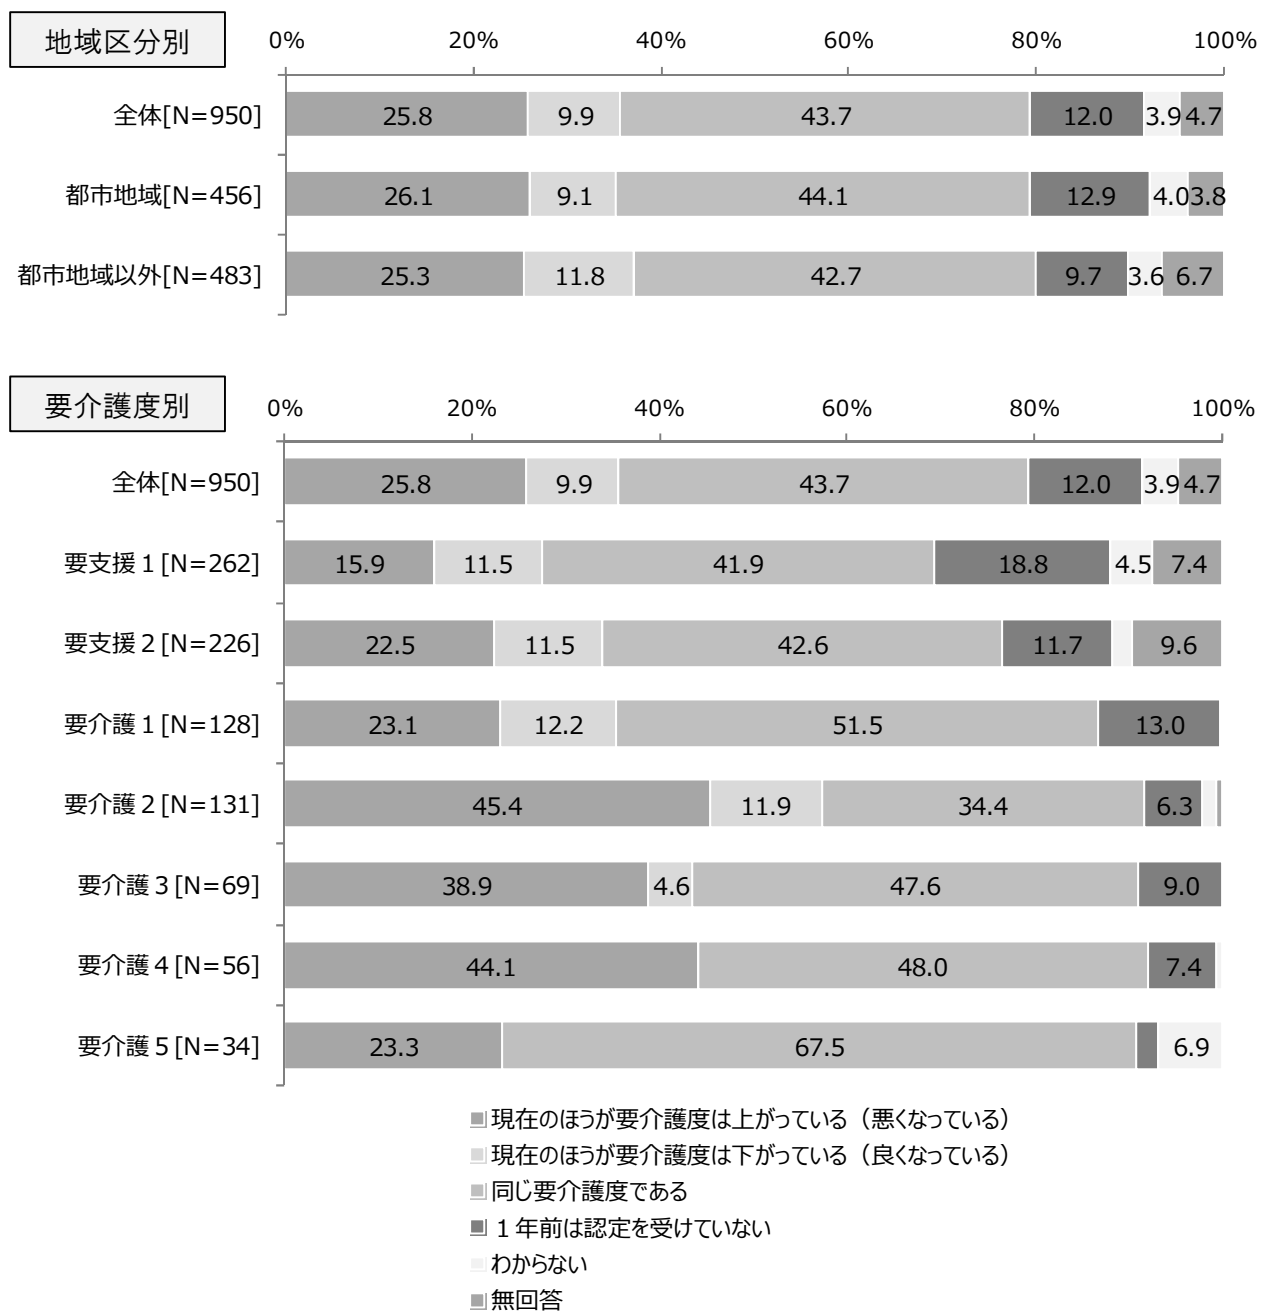 地域区分別
0% 20% 40% 60% 80% 100%
全体[N=950] 25.8 9.9 43.7 12.0 3.9 4.7
都市地域[N=456] 26.1 9.1 44.1 12.9 4.0 3.8
都市地域以外[N=483] 25.3 11.8 42.7 9.7 3.6 6.7
要介護度別
0% 20% 40% 60% 80% 100%
全体[N=950] 25.8 9.9 43.7 12.0 3.9 4.7
要支援１[N=262] 15.9 11.5 41.9 18.8 4.5 7.4
要支援２[N=226] 22.5 11.5 42.6 11.7 9.6
要介護１[N=128] 23.1 12.2 51.5 13.0
要介護２[N=131] 45.4 11.9 34.4 6.3
要介護３[N=69] 38.9 4.6 47.6 9.0
要介護４[N=56] 44.1 48.0 7.4
要介護５[N=34] 23.3 67.5 6.9
現在のほうが要介護度は上がっている（悪くなっている）
現在のほうが要介護度は下がっている（良くなっている）
同じ要介護度である
１年前は認定を受けていない
わからない
無回答